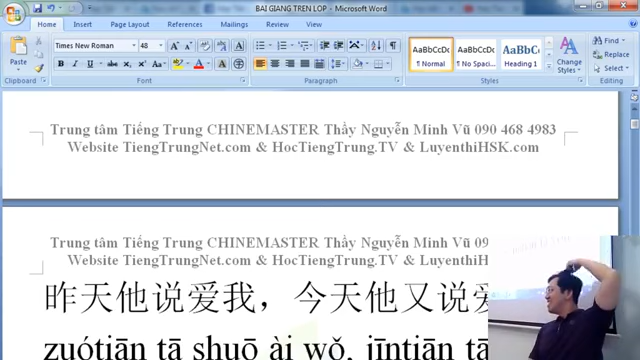 BAI GIANG TREN LOP - Microsoft Word
Home Insert Page Layout References Mailings Review View
Paste
Times New Roman 48
AaBbCcDc AaBbCcDc AaBbCc
¶ Normal ¶ No Spaci... Heading 1
Change Styles
Find
Replace
Select
Clipboard Font Paragraph Styles Editing
Trung tâm Tiếng Trung CHINEMASTER Thầy Nguyễn Minh Vũ 090 468 4983
Website TiengTrungNet.com & HocTiengTrung.TV & LuyenthiHSK.com
Trung tâm Tiếng Trung CHINEMASTER Thầy Nguyễn Minh Vũ 090
Website TiengTrungNet.com & HocTiengTrung.TV & Luyen
昨天他说爱我，今天他又说爱
zuótiān tā shuō ài wǒ, jīntiān tā